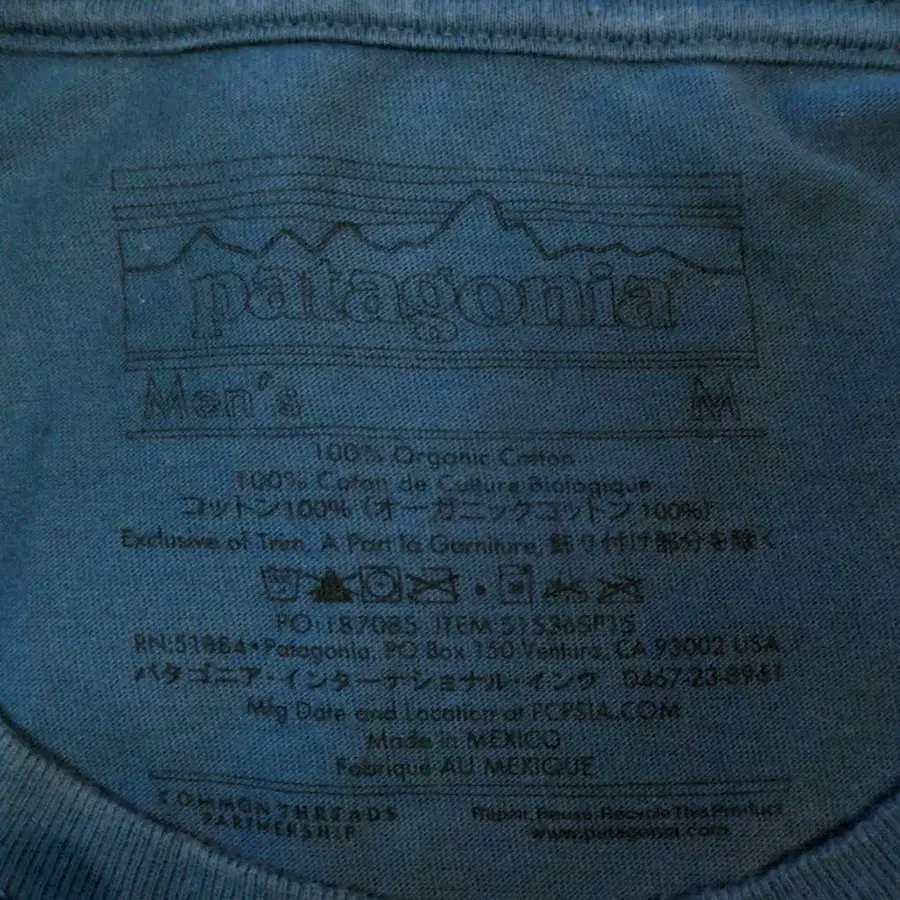 patagonia
Men's M
100% Organic Cotton
100% Coton de Culture Biologique
コットン100% (オーガニックコットン 100%)
Exclusive of Trim, A Part la Garniture, 飾り付け部分を除く
PO:187085 ITEM:51536SP15
RN:51884•Patagonia, PO Box 150 Ventura, CA 93002 USA
パタゴニア・インターナショナル・インク 0467-23-8961
Mfg Date and Location at PCPSIA.COM
Made in MEXICO
Fabriqué AU MEXIQUE
COMMON THREADS
PARTNERSHIP
Repair, Reuse, Recycle This Product
www.patagonia.com